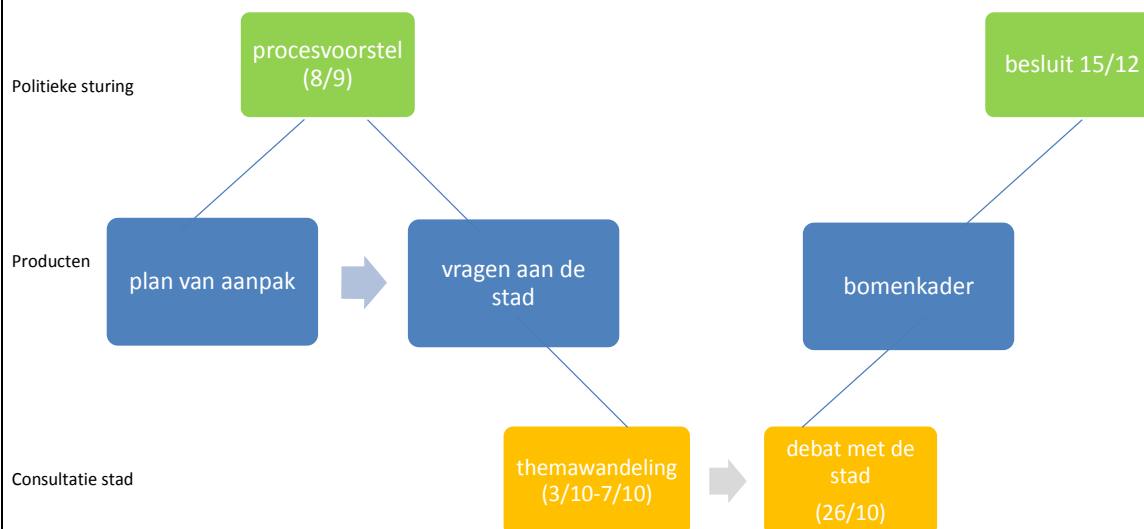 procesvoorstel
(8/9)
besluit 15/12
Politieke sturing
Producten
plan van aanpak
vragen aan de
stad
bomenkader
Consultatie stad
themawandeling
(3/10-7/10)
debat met de
stad
(26/10)